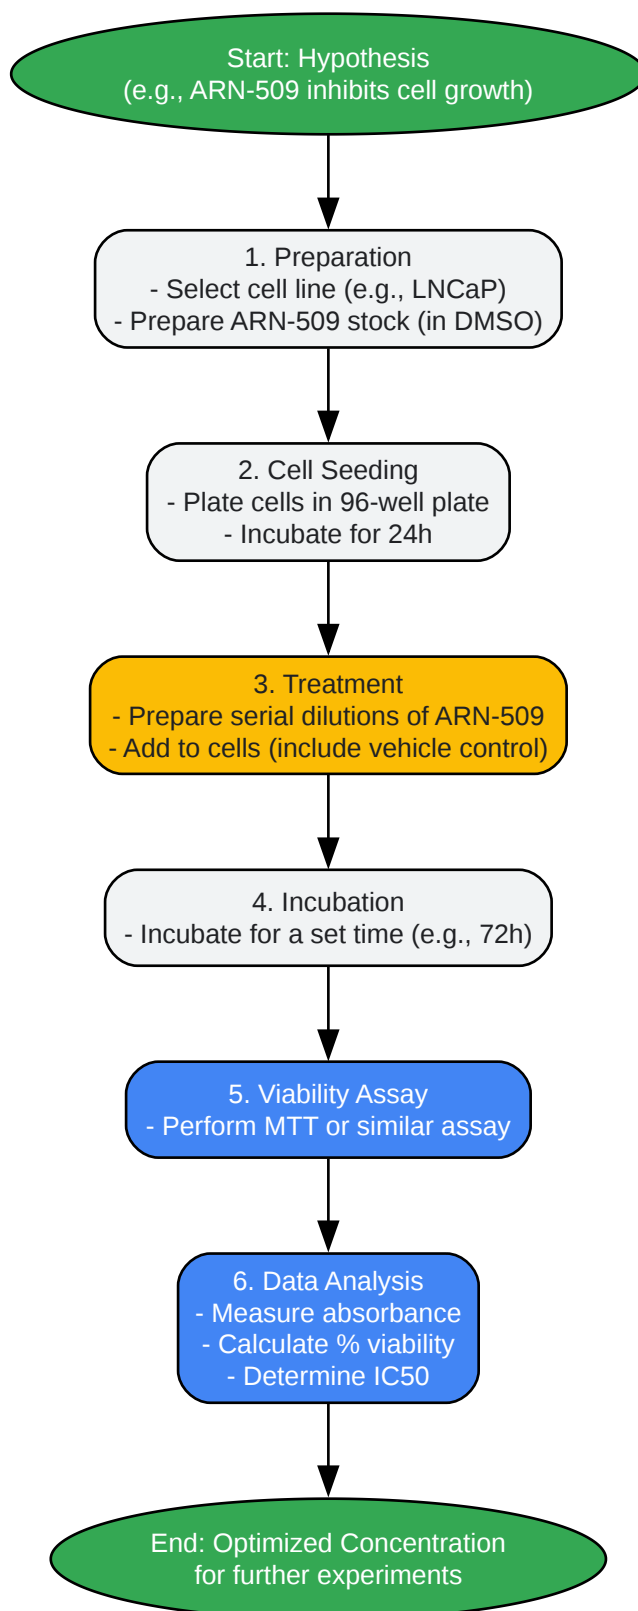 Start: Hypothesis
(e.g., ARN-509 inhibits cell growth)
1. Preparation
- Select cell line (e.g., LNCaP)
- Prepare ARN-509 stock (in DMSO)
2. Cell Seeding
- Plate cells in 96-well plate
- Incubate for 24h
3. Treatment
- Prepare serial dilutions of ARN-509
- Add to cells (include vehicle control)
4. Incubation
- Incubate for a set time (e.g., 72h)
5. Viability Assay
- Perform MTT or similar assay
6. Data Analysis
- Measure absorbance
- Calculate % viability
- Determine IC50
End: Optimized Concentration
for further experiments